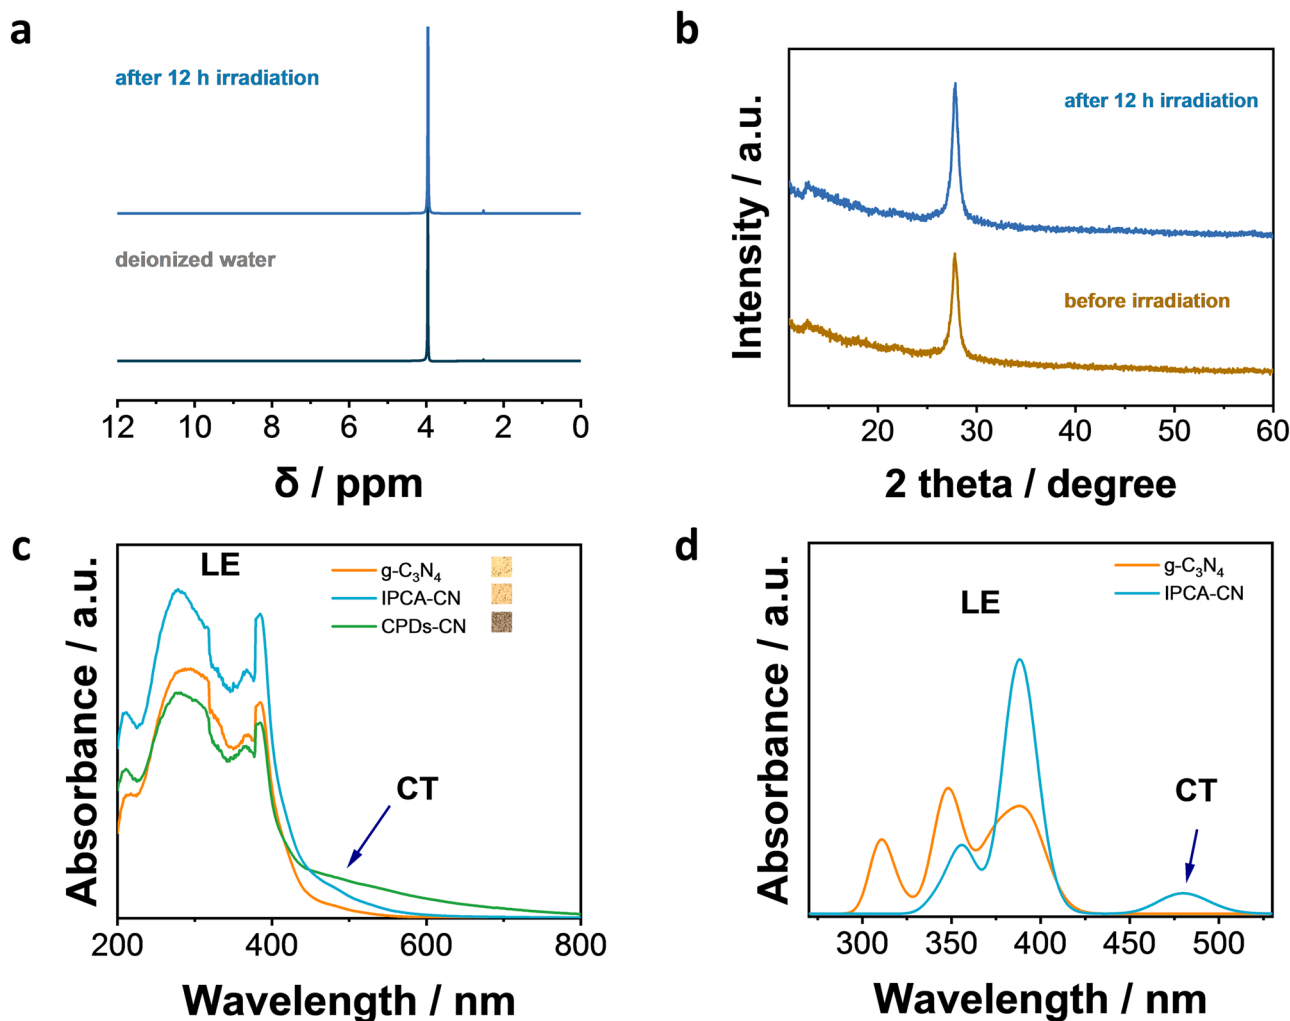 a
after 12 h irradiation
deionized water
12 10 8 6 4 2 0
δ / ppm
b
Intensity / a.u.
after 12 h irradiation
before irradiation
20 30 40 50 60
2 theta / degree
c
Absorbance / a.u.
LE
g-C₃N₄
IPCA-CN
CPDs-CN
CT
200 400 600 800
Wavelength / nm
d
Absorbance / a.u.
LE
g-C₃N₄
IPCA-CN
CT
300 350 400 450 500
Wavelength / nm